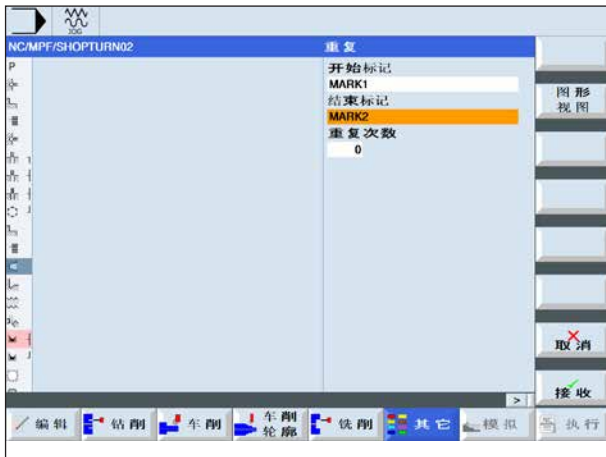 JOG
NC/MPF/SHOPTURN02
重复
P
开始标记
MARK1
结束标记
MARK2
重复次数
0
图形
视图
取消
接收
>
编辑
钻削
车削
车削
轮廓
铣削
其它
模拟
执行